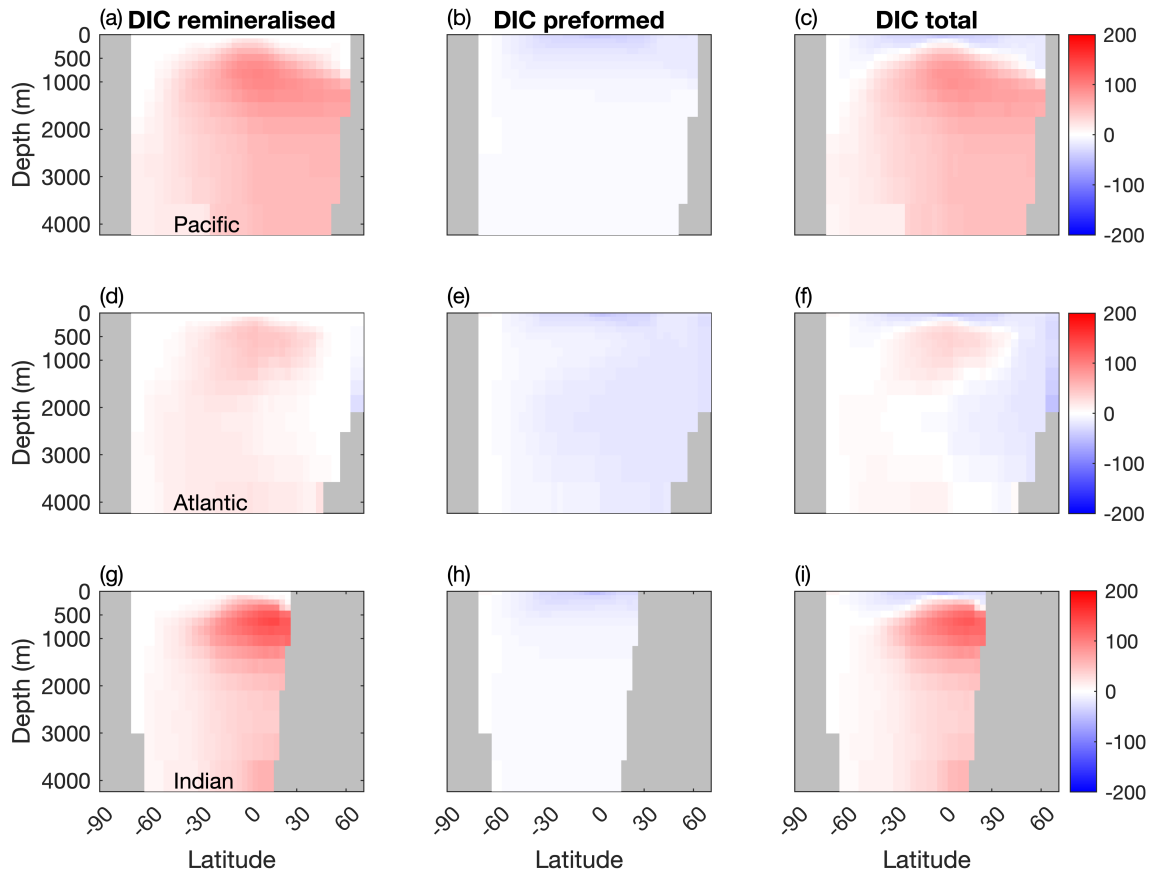 (a) DIC remineralised
(b) DIC preformed
(c) DIC total
0
500
1000
2000
3000
4000
Depth (m)
Pacific
200
100
0
-100
-200
(d)
(e)
(f)
0
500
1000
2000
3000
4000
Depth (m)
Atlantic
200
100
0
-100
-200
(g)
(h)
(i)
0
500
1000
2000
3000
4000
Depth (m)
Indian
200
100
0
-100
-200
-90 -60 -30 0 30 60
-90 -60 -30 0 30 60
-90 -60 -30 0 30 60
Latitude
Latitude
Latitude